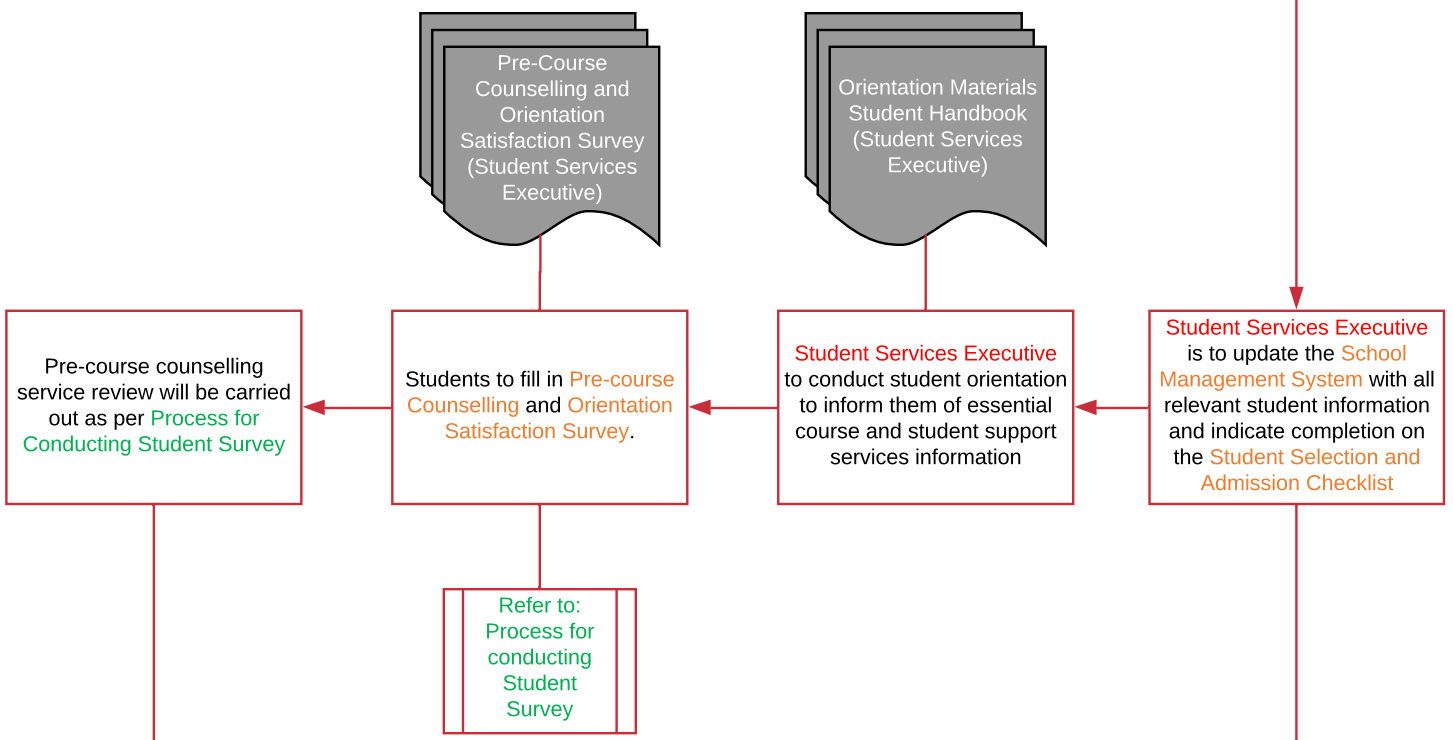 Pre-Course
Counselling and
Orientation
Satisfaction Survey
(Student Services
Executive)
Orientation Materials
Student Handbook
(Student Services
Executive)
Pre-course counselling
service review will be carried
out as per Process for
Conducting Student Survey
Students to fill in Pre-course
Counselling and Orientation
Satisfaction Survey.
Student Services Executive
to conduct student orientation
to inform them of essential
course and student support
services information
Student Services Executive
is to update the School
Management System with all
relevant student information
and indicate completion on
the Student Selection and
Admission Checklist
Refer to:
Process for
conducting
Student
Survey